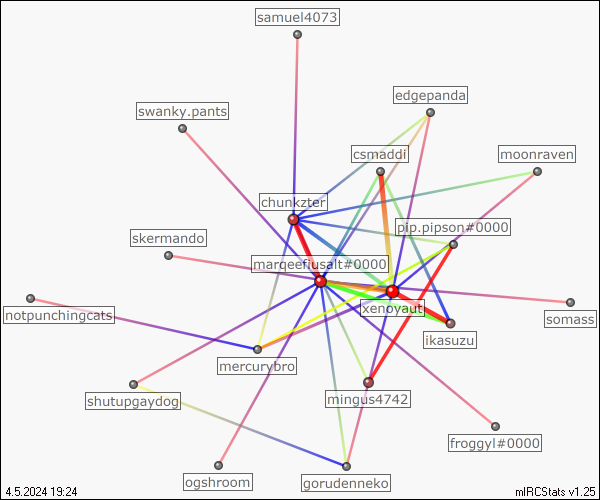 samuel4073
edgepanda
swanky.pants
csmaddi
moonraven
chunkzter
pip.pipson#0000
skermando
marqeefiusalt#0000
xenoyaut
somass
notpunchingcats
ikasuzu
mercurybro
shutupgaydog
mingus4742
froggyl#0000
ogshroom
gorudenneko
4.5.2024 19:24
mIRCStats v1.25